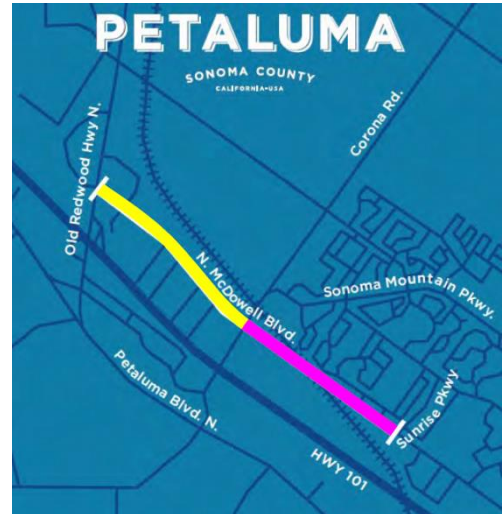 PETALUMA
SONOMA COUNTY
CALIFORNIA•USA
Corona Rd.
Old Redwood Hwy N.
N. McDowell Blvd.
Sonoma Mountain Pkwy.
Petaluma Blvd. N.
Sunrise Pkwy
HWY 101